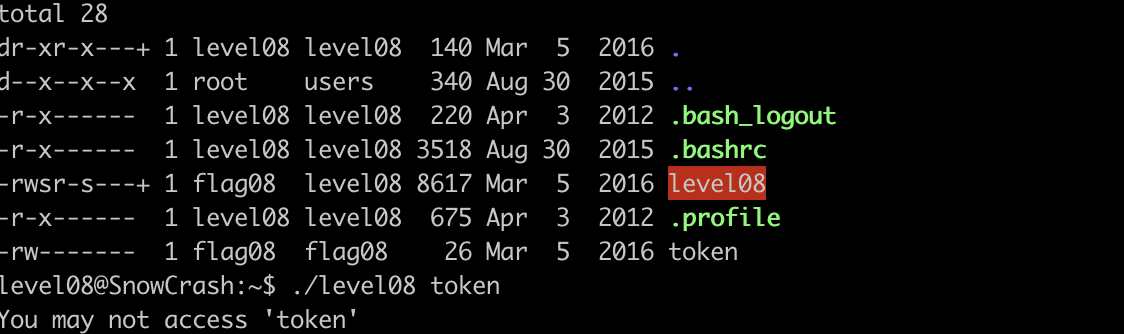 total 28
dr-xr-x---+ 1 level08 level08  140 Mar  5  2016 .
d--x--x--x  1 root    users    340 Aug 30  2015 ..
-r-x------  1 level08 level08  220 Apr  3  2012 .bash_logout
-r-x------  1 level08 level08 3518 Aug 30  2015 .bashrc
-rwsr-s---+ 1 flag08  level08 8617 Mar  5  2016 level08
-r-x------  1 level08 level08  675 Apr  3  2012 .profile
-rw-------  1 flag08  flag08    26 Mar  5  2016 token
level08@SnowCrash:~$ ./level08 token
You may not access 'token'